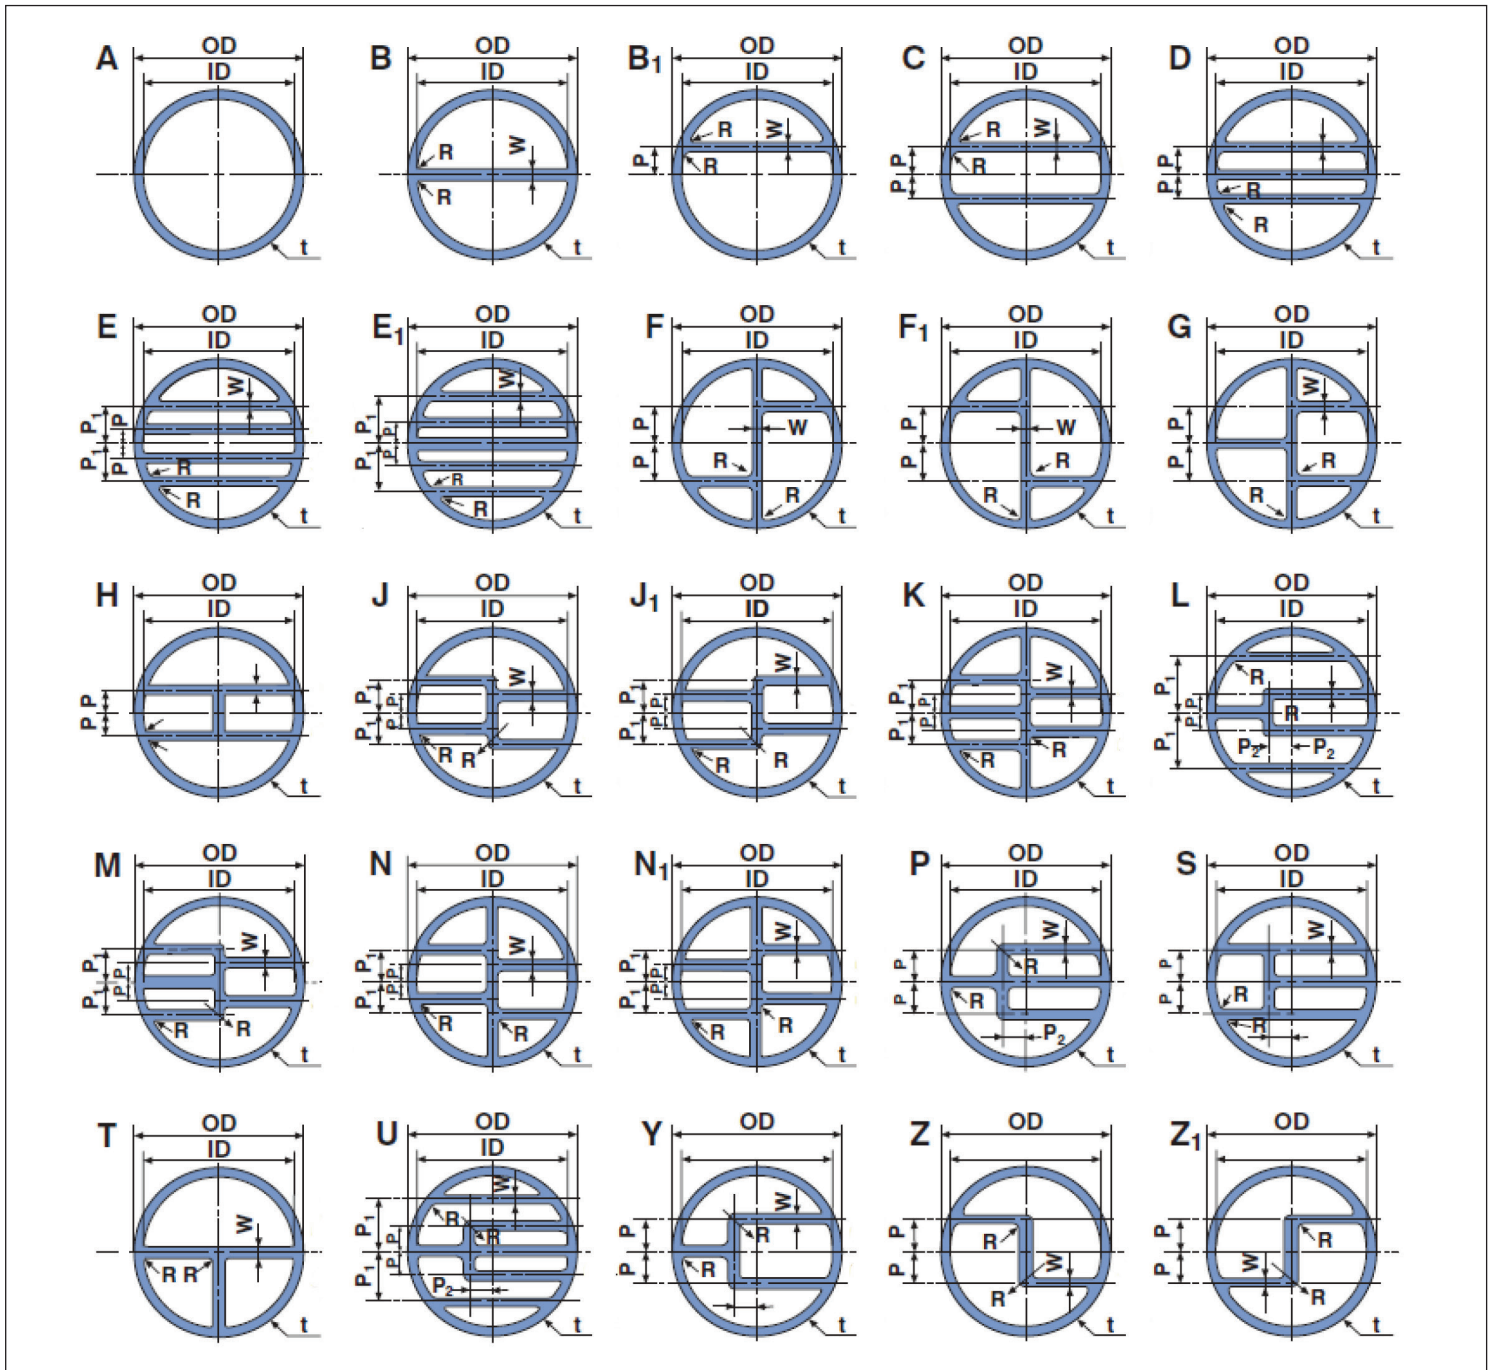 A OD ID t
B OD ID R W R t
B1 OD ID R W P R t
C OD ID R W P R P t
D OD ID P P R R t
E OD ID W P1 P P1 P R R t
E1 OD ID W P1 P P P1 R R t
F OD ID P W P R R t
F1 OD ID P W P R R t
G OD ID W P P R R t
H OD ID P P t
J OD ID W P1 P P P1 R R t
J1 OD ID W P1 P P P1 R R t
K OD ID W P1 P P P1 R R t
L OD ID R W P1 P P R P1 P2 P2 t
M OD ID W P1 P P P1 R R t
N OD ID W P1 P P P1 R R t
N1 OD ID W P1 P P P1 R R t
P OD ID W P R P R P2 t
S OD ID W P P R R t
T OD ID W R R t
U OD ID W P1 R P R P P1 P2 t
Y OD ID W P R P R t
Z OD P R W P R t
Z1 OD P R W P R t